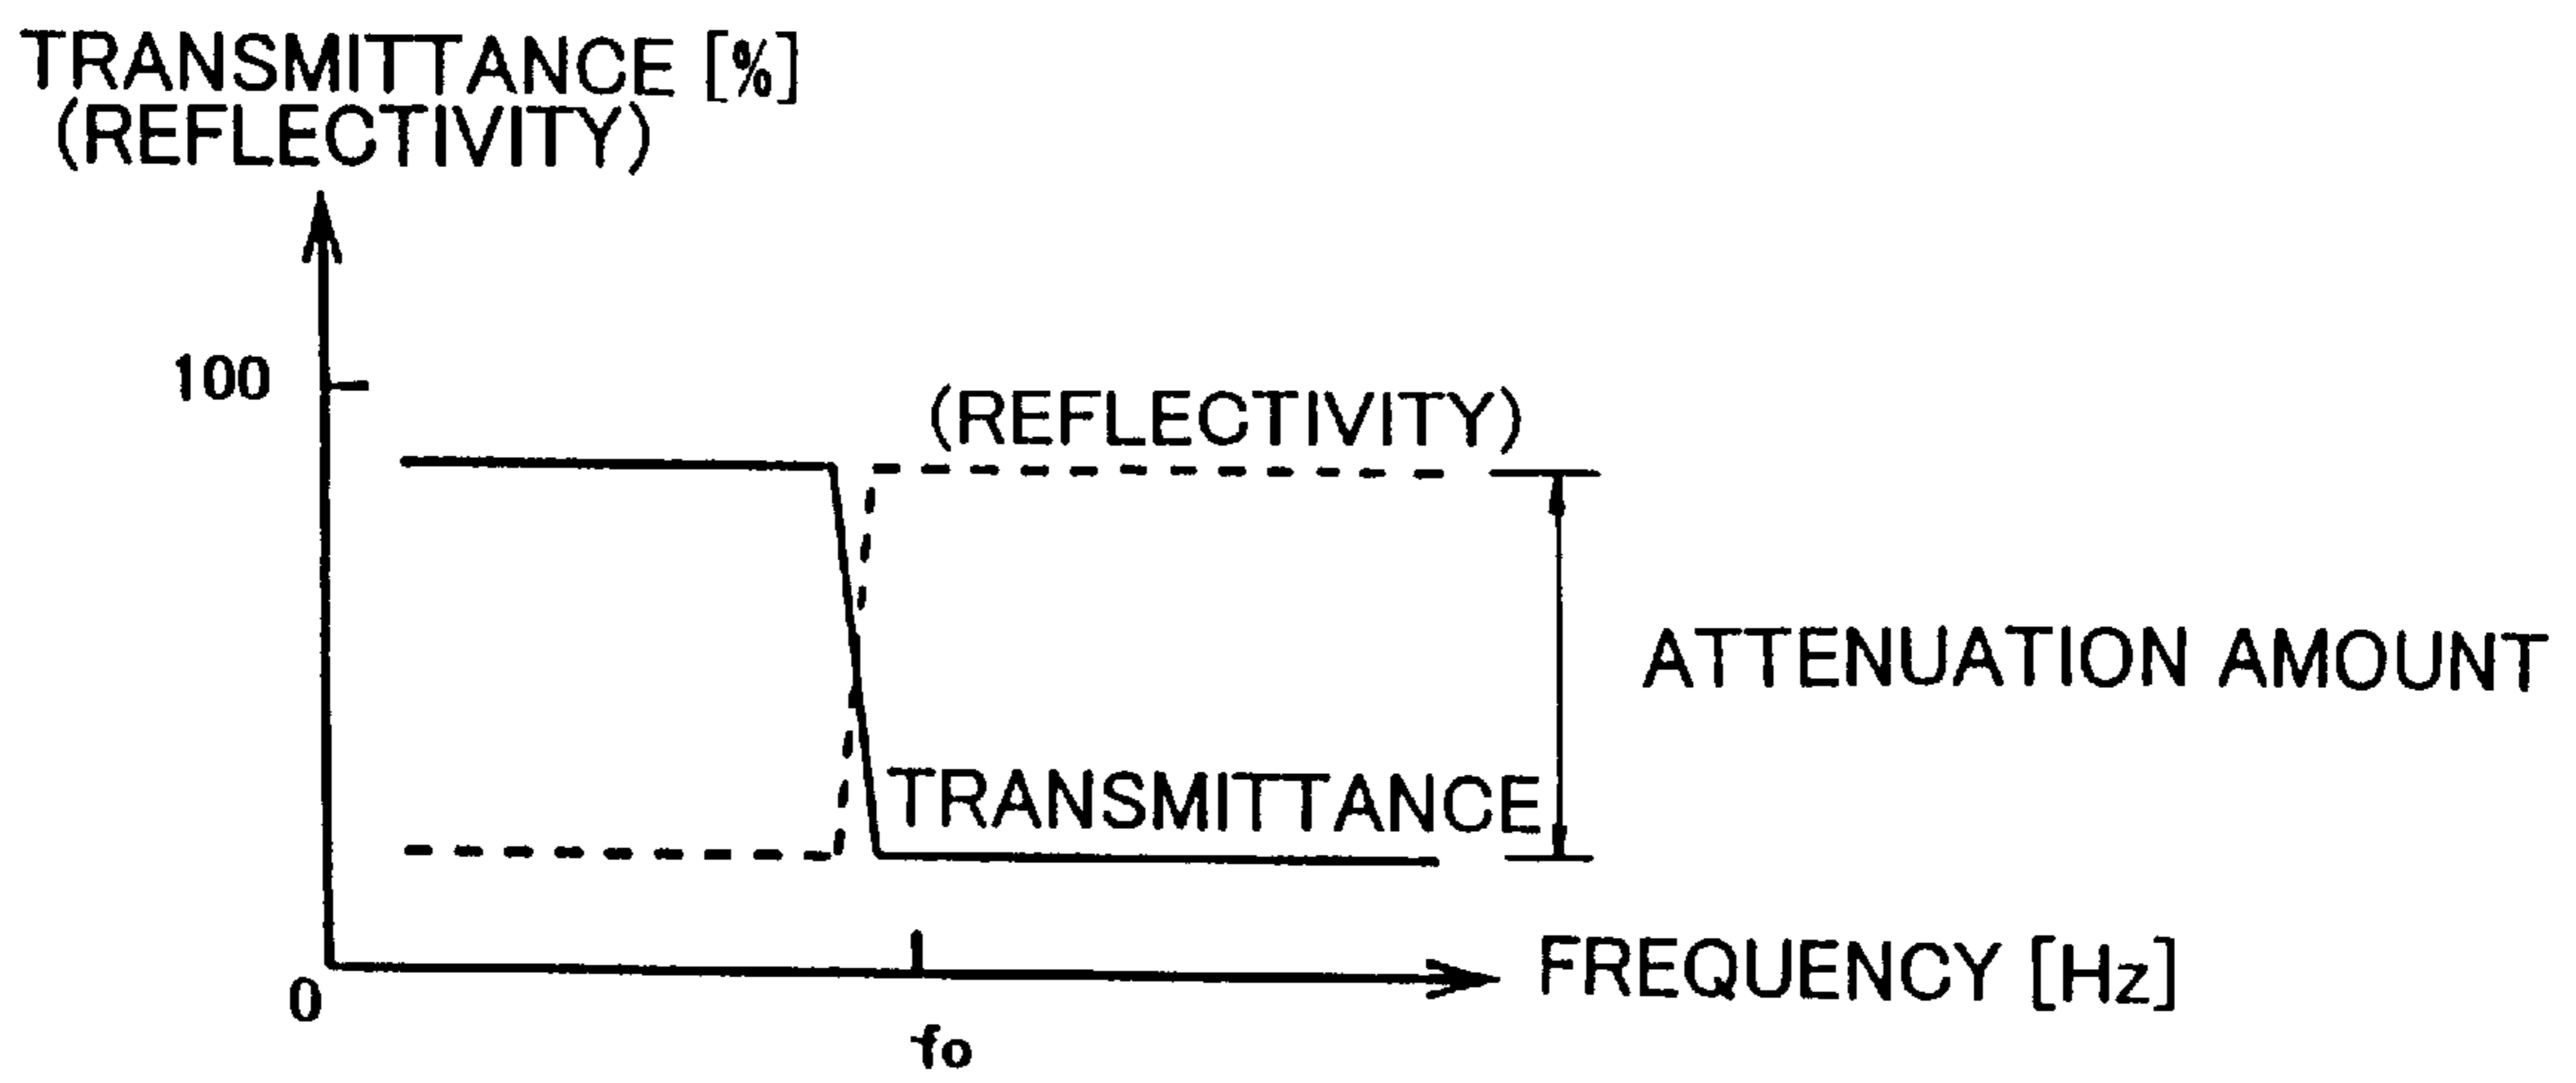 TRANSMITTANCE [%]
(REFLECTIVITY)
100
(REFLECTIVITY)
ATTENUATION AMOUNT
TRANSMITTANCE
FREQUENCY [Hz]
0
fo